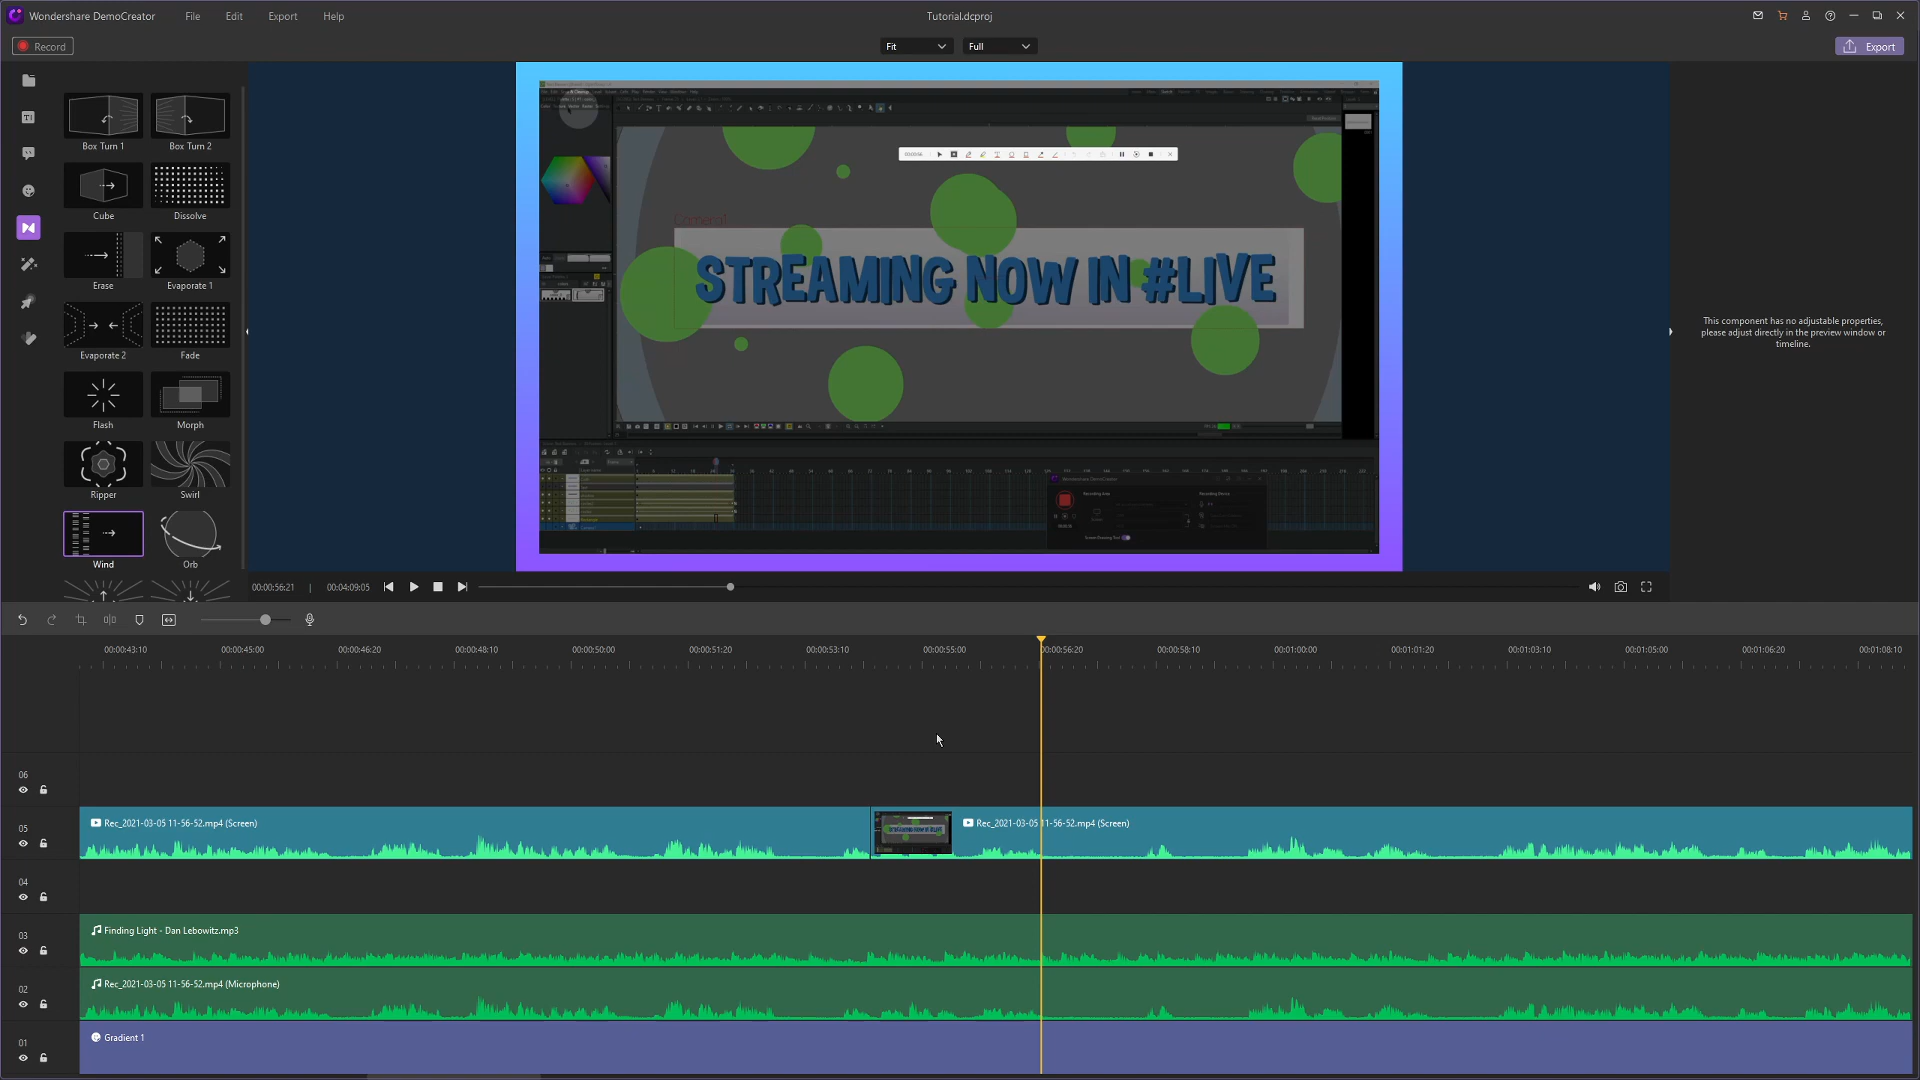 Wondershare DemoCreator
File
Edit
Export
Help
Tutorial.dcproj
Record
Fit
Full
Export
Box Turn 1
Box Turn 2
Cube
Dissolve
Erase
Evaporate 1
Evaporate 2
Fade
Flash
Morph
Ripper
Swirl
Wind
Orb
Camera1
STREAMING NOW IN #LIVE
Wondershare DemoCreator
Recording Area
Recording Device
This component has no adjustable properties,
please adjust directly in the preview window or
timeline.
00:00:56:21 | 00:04:09:05
00:00:43:10
00:00:45:00
00:00:46:20
00:00:48:10
00:00:50:00
00:00:51:20
00:00:53:10
00:00:55:00
00:00:56:20
00:00:58:10
00:01:00:00
00:01:01:20
00:01:03:10
00:01:05:00
00:01:06:20
00:01:08:10
06
05
Rec_2021-03-05 11-56-52.mp4 (Screen)
Rec_2021-03-05 11-56-52.mp4 (Screen)
04
03
Finding Light - Dan Lebowitz.mp3
02
Rec_2021-03-05 11-56-52.mp4 (Microphone)
01
Gradient 1